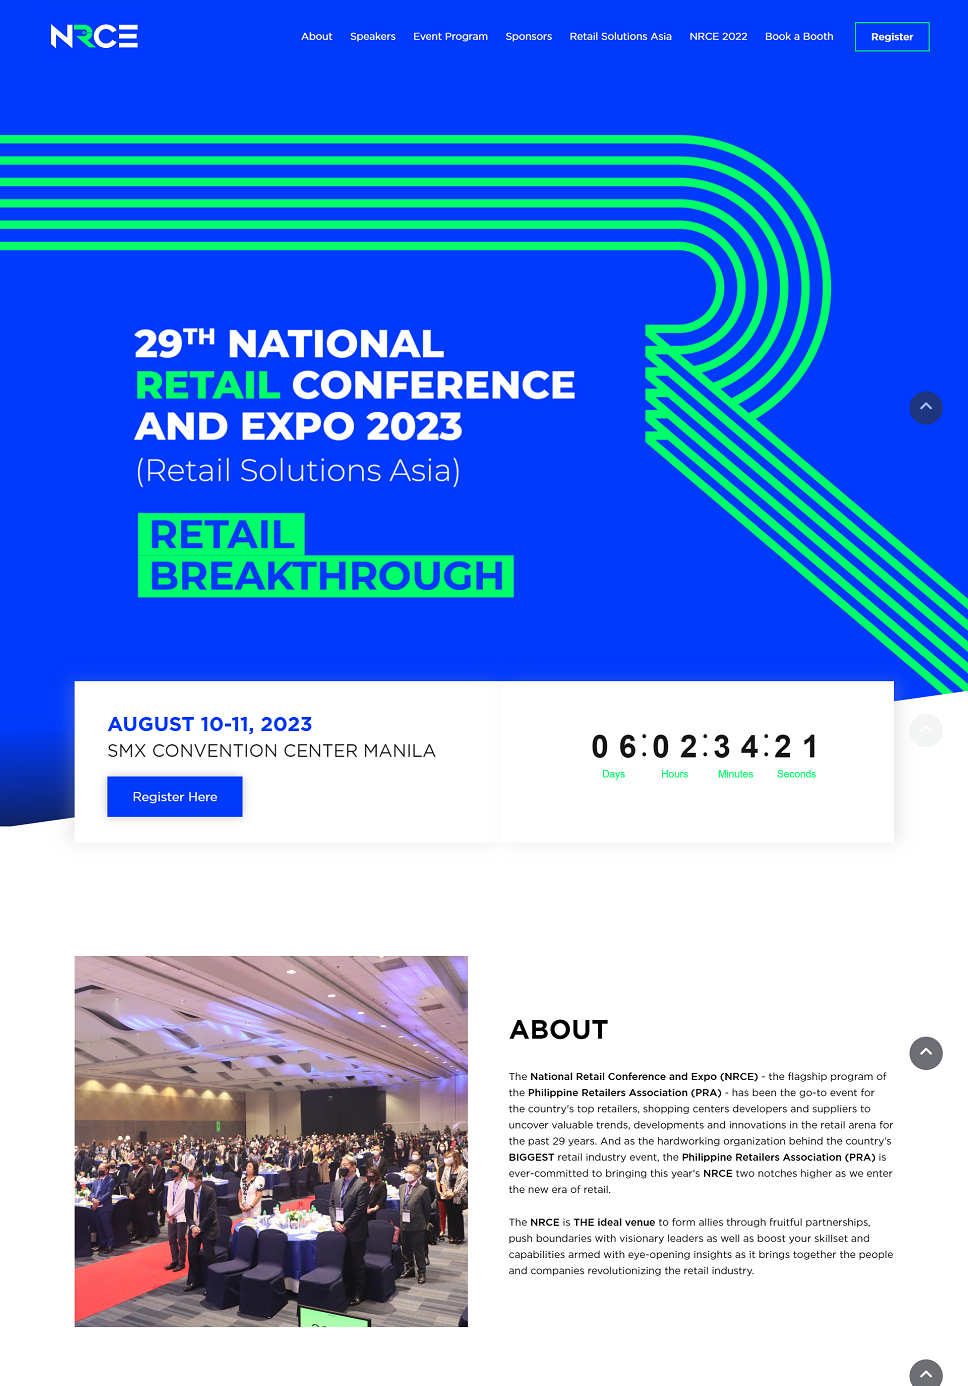 NRCE
About Speakers Event Program Sponsors Retail Solutions Asia NRCE 2022 Book a Booth Register
29TH NATIONAL
RETAIL CONFERENCE
AND EXPO 2023
(Retail Solutions Asia)
RETAIL
BREAKTHROUGH
AUGUST 10-11, 2023
SMX CONVENTION CENTER MANILA
Register Here
06:02:34:21
Days Hours Minutes Seconds
ABOUT
The National Retail Conference and Expo (NRCE) - the flagship program of
the Philippine Retailers Association (PRA) - has been the go-to event for
the country's top retailers, shopping centers developers and suppliers to
uncover valuable trends, developments and innovations in the retail arena for
the past 29 years. And as the hardworking organization behind the country's
BIGGEST retail industry event, the Philippine Retailers Association (PRA) is
ever-committed to bringing this year's NRCE two notches higher as we enter
the new era of retail.
The NRCE is THE ideal venue to form allies through fruitful partnerships,
push boundaries with visionary leaders as well as boost your skillset and
capabilities armed with eye-opening insights as it brings together the people
and companies revolutionizing the retail industry.